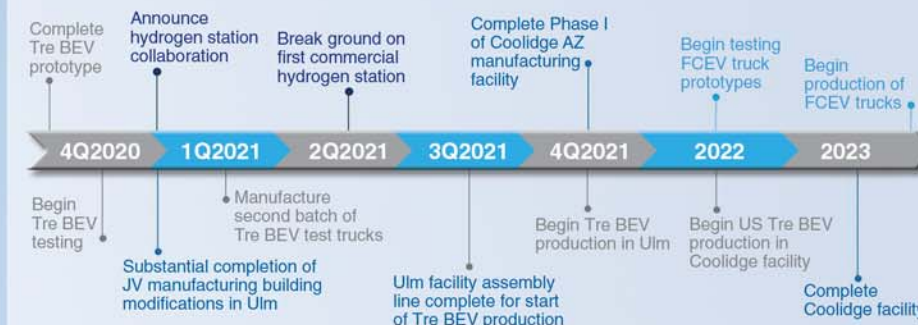 Complete
Tre BEV
prototype
Announce
hydrogen station
collaboration
Break ground on
first commercial
hydrogen station
Complete Phase I
of Coolidge AZ
manufacturing
facility
Begin testing
FCEV truck
prototypes
Begin
production of
FCEV trucks
4Q2020
1Q2021
2Q2021
3Q2021
4Q2021
2022
2023
Begin
Tre BEV
testing
Substantial completion of
JV manufacturing building
modifications in Ulm
Manufacture
second batch of
Tre BEV test trucks
Ulm facility assembly
line complete for start
of Tre BEV production
Begin Tre BEV
production in Ulm
Begin US Tre BEV
production in
Coolidge facility
Complete
Coolidge facility